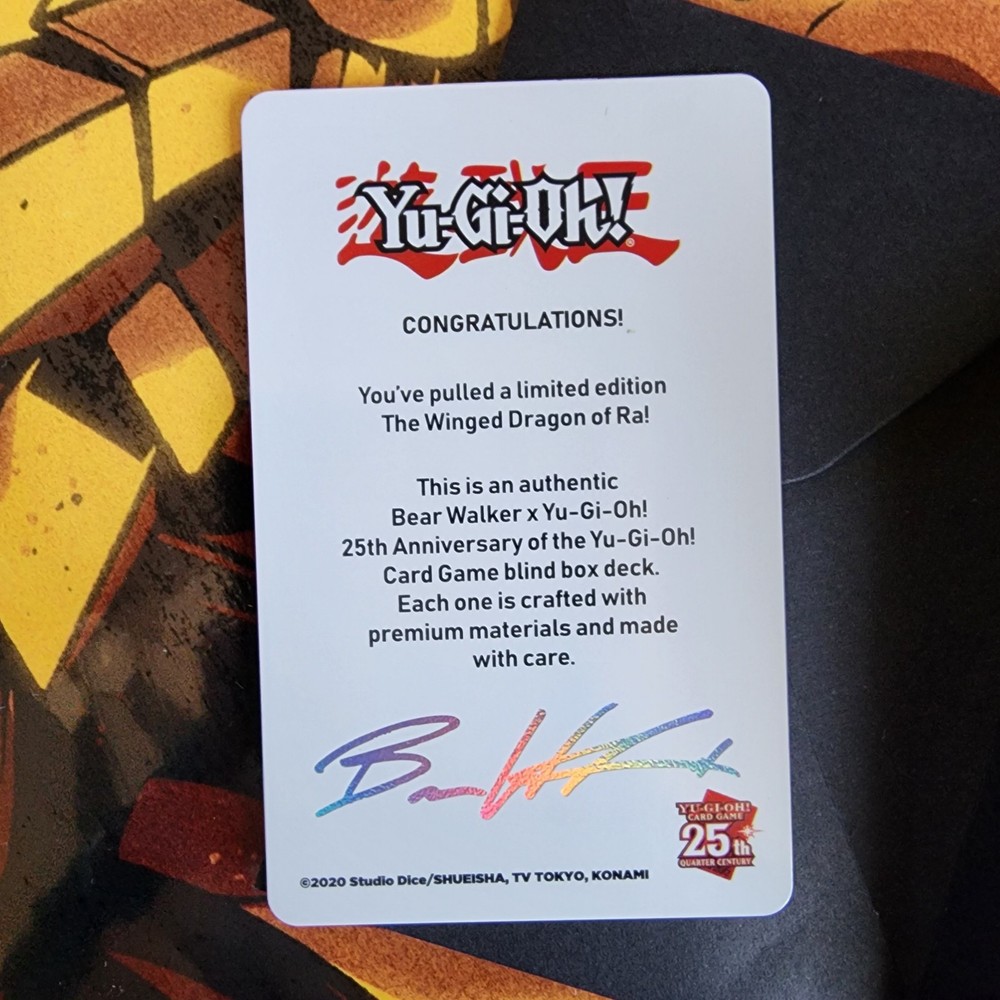 遊☆戯☆王
Yu-Gi-Oh!®
CONGRATULATIONS!
You've pulled a limited edition
The Winged Dragon of Ra!
This is an authentic
Bear Walker x Yu-Gi-Oh!
25th Anniversary of the Yu-Gi-Oh!
Card Game blind box deck.
Each one is crafted with
premium materials and made
with care.
YU-GI-OH!
CARD GAME
25th
QUARTER CENTURY
©2020 Studio Dice/SHUEISHA, TV TOKYO, KONAMI